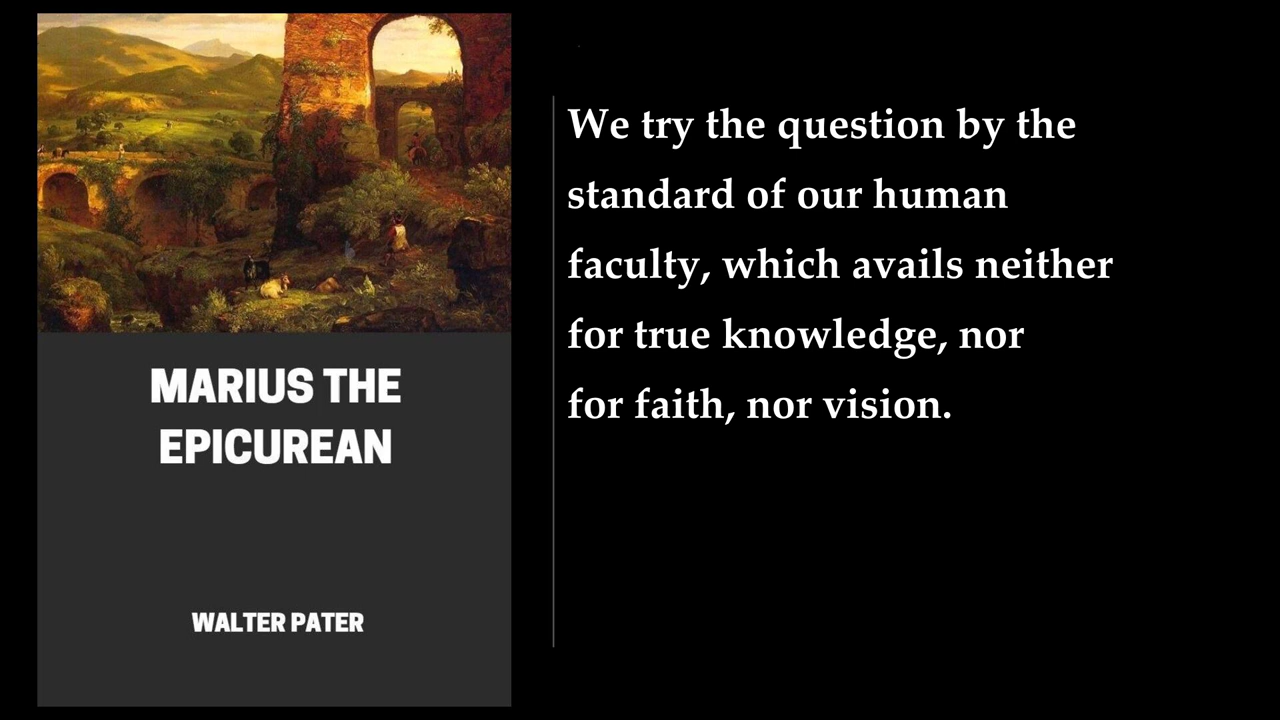 MARIUS THE
EPICUREAN
WALTER PATER
We try the question by the
standard of our human
faculty, which avails neither
for true knowledge, nor
for faith, nor vision.